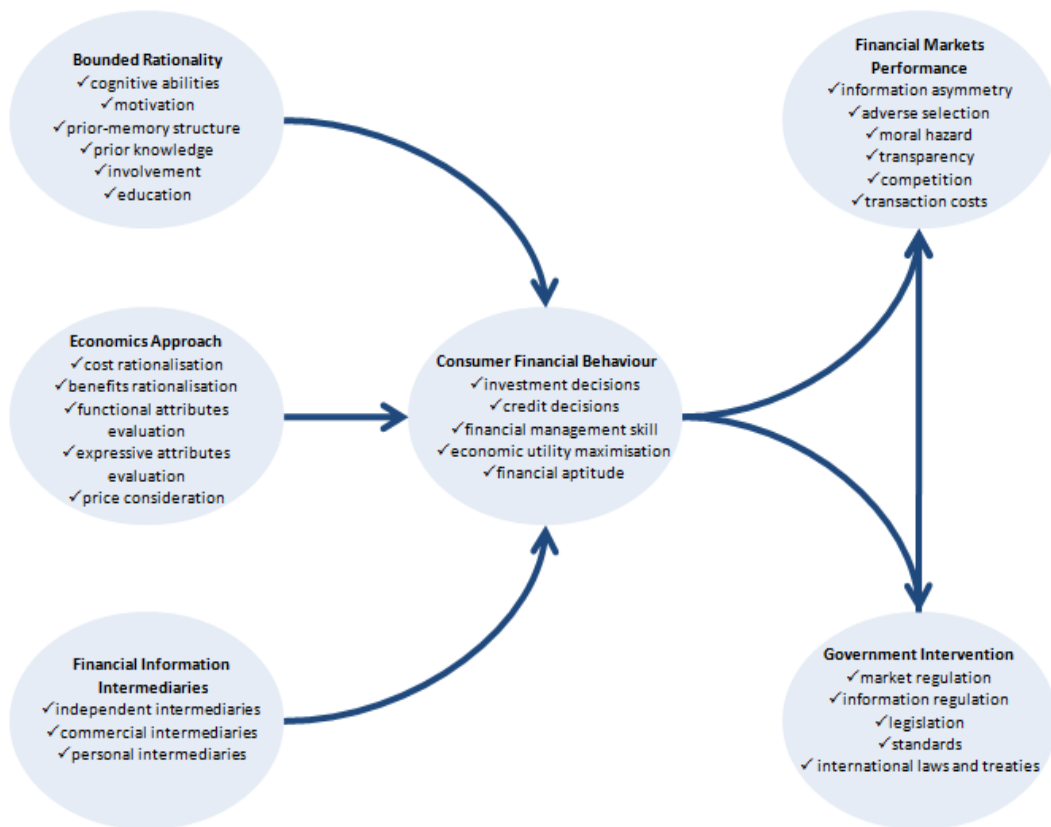 Bounded Rationality
✓cognitive abilities
✓motivation
✓prior-memory structure
✓prior knowledge
✓involvement
✓education
Economics Approach
✓cost rationalisation
✓benefits rationalisation
✓functional attributes
evaluation
✓expressive attributes
evaluation
✓price consideration
Financial Information
Intermediaries
✓independent intermediaries
✓commercial intermediaries
✓personal intermediaries
Consumer Financial Behaviour
✓investment decisions
✓credit decisions
✓financial management skill
✓economic utility maximisation
✓financial aptitude
Financial Markets
Performance
✓information asymmetry
✓adverse selection
✓moral hazard
✓transparency
✓competition
✓transaction costs
Government Intervention
✓market regulation
✓information regulation
✓legislation
✓standards
✓international laws and treaties